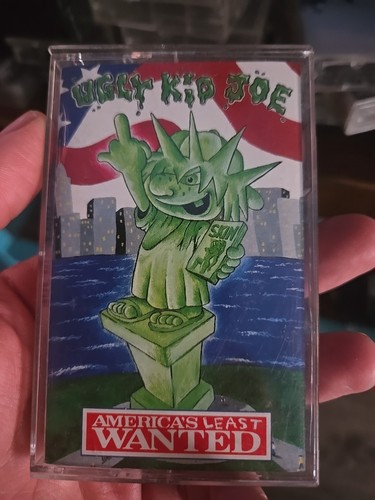 UGLY KID JOE
SKIN
AMERICA'S LEAST
WANTED